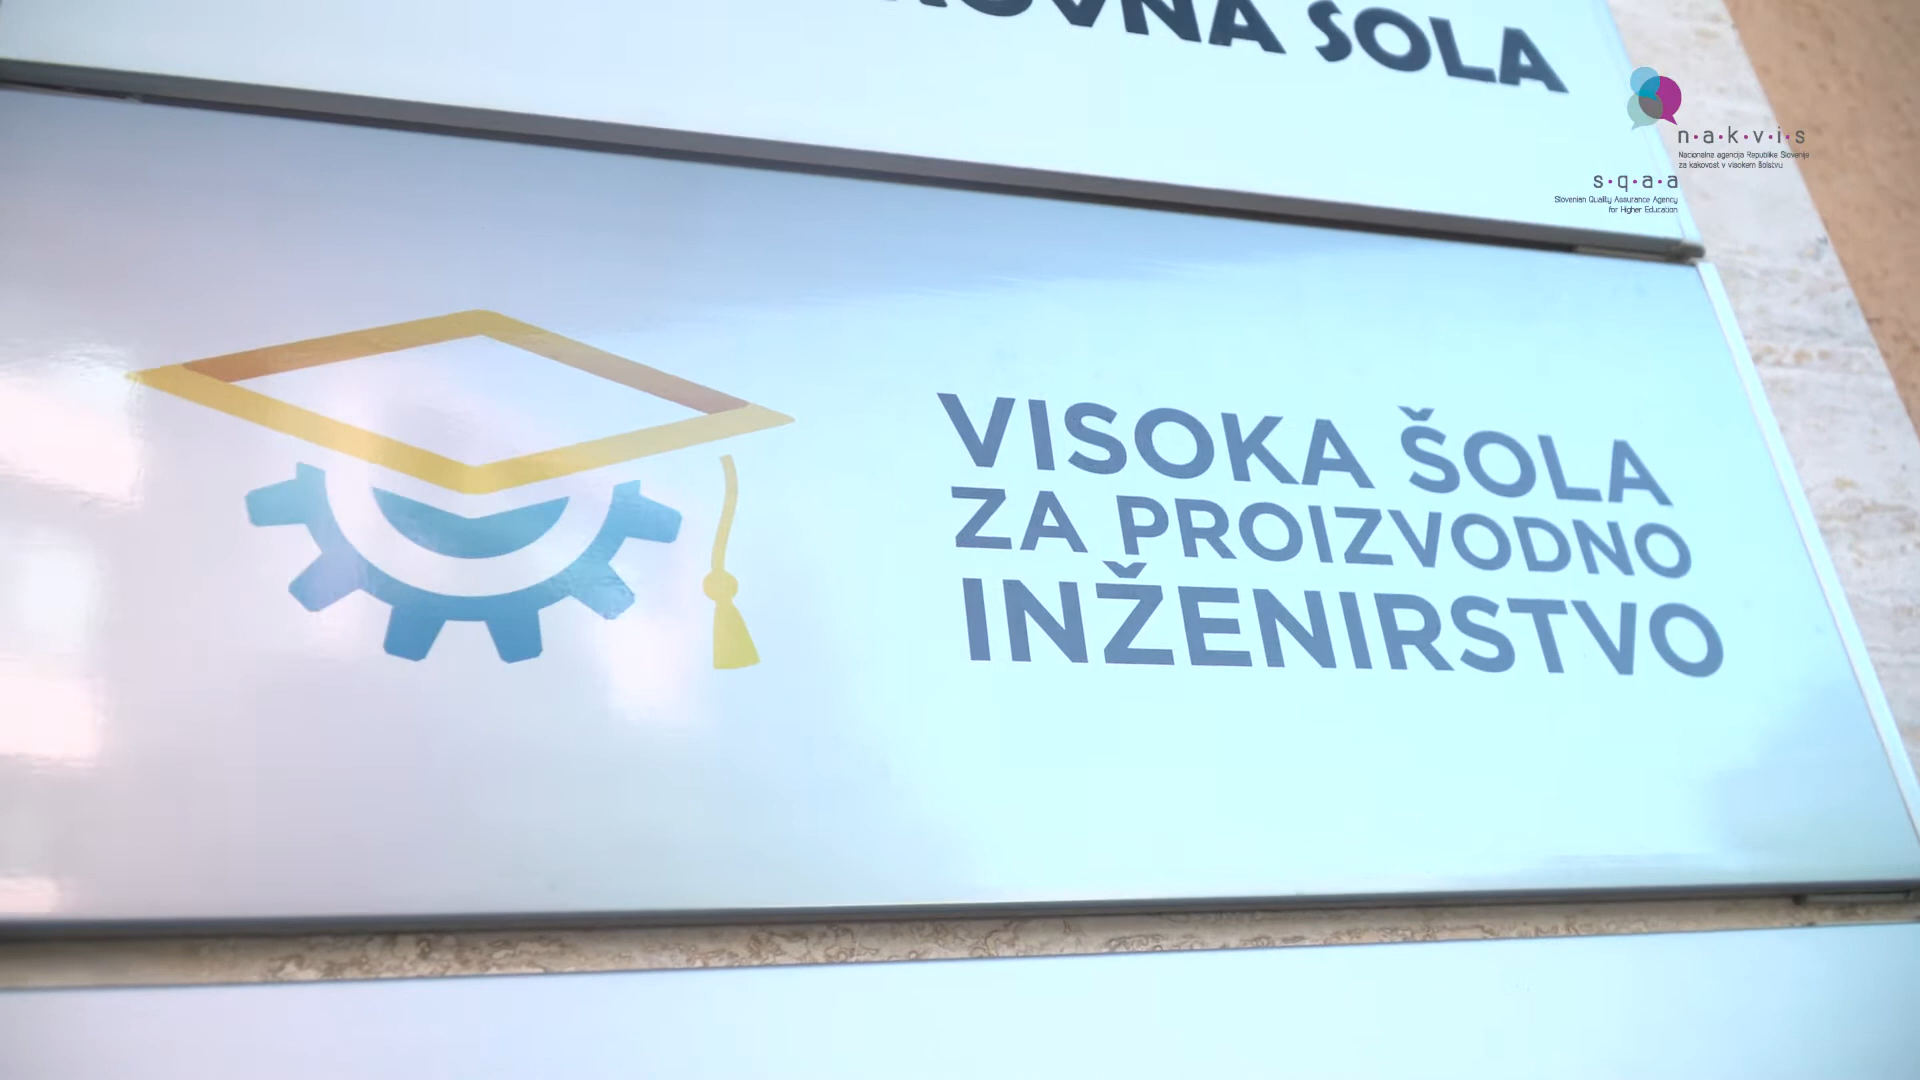 ŠOLA
n·a·k·v·i·s
Nacionalna agencija Republike Slovenije
za kakovost v visokem šolstvu
s·q·a·a
Slovenian Quality Assurance Agency
for Higher Education
VISOKA ŠOLA
ZA PROIZVODNO
INŽENIRSTVO